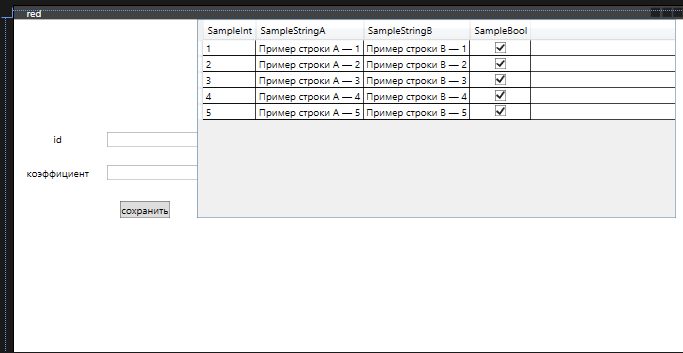 red
SampleInt SampleStringA SampleStringB SampleBool
1 Пример строки A — 1 Пример строки B — 1
2 Пример строки A — 2 Пример строки B — 2
3 Пример строки A — 3 Пример строки B — 3
4 Пример строки A — 4 Пример строки B — 4
5 Пример строки A — 5 Пример строки B — 5
id
коэффициент
сохранить